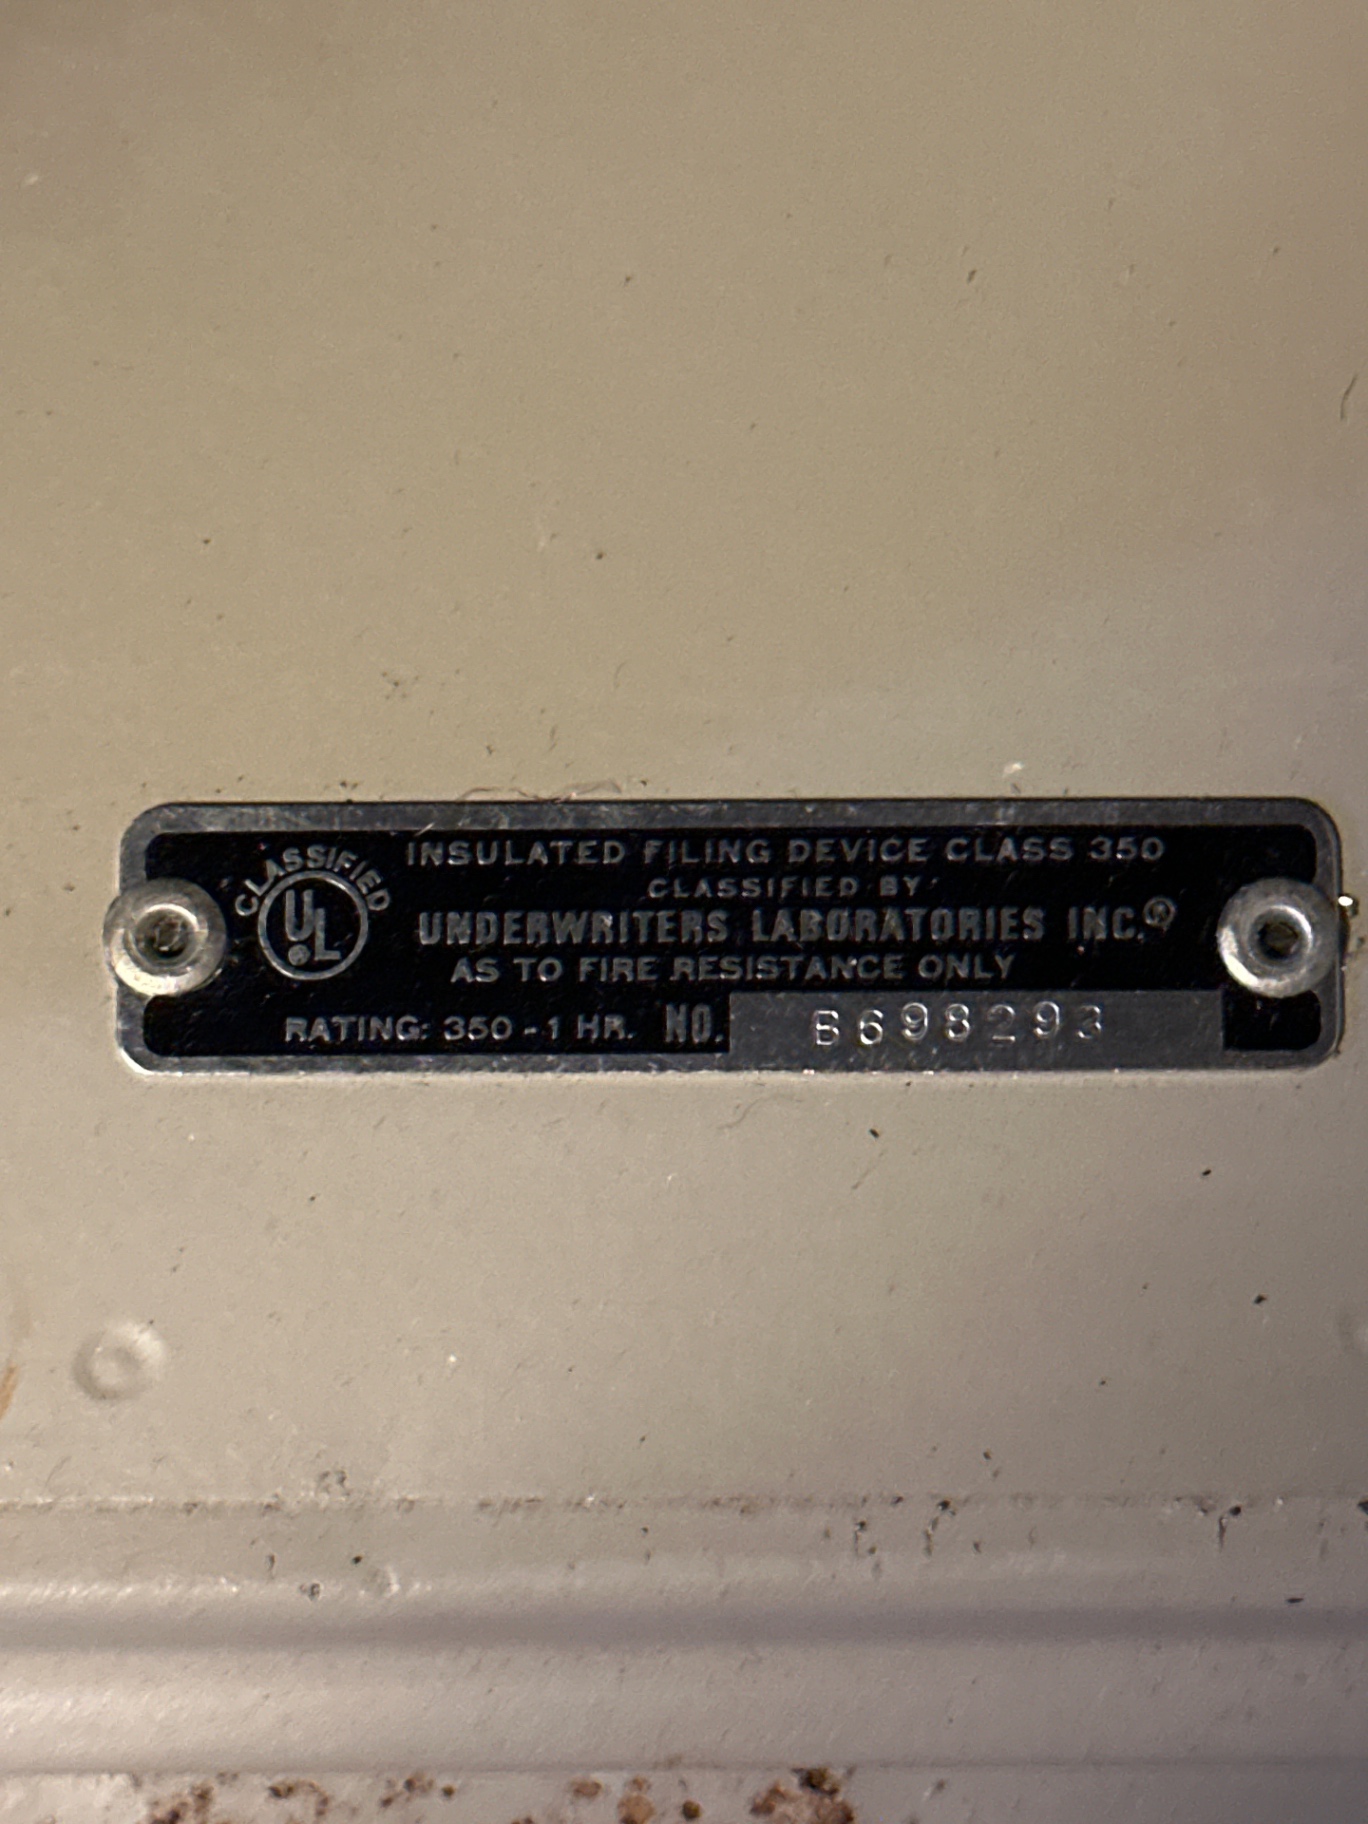 CLASSIFIED
UL®
INSULATED FILING DEVICE CLASS 350
CLASSIFIED BY
UNDERWRITERS LABORATORIES INC.®
AS TO FIRE RESISTANCE ONLY
RATING: 350-1 HR. NO. B698293